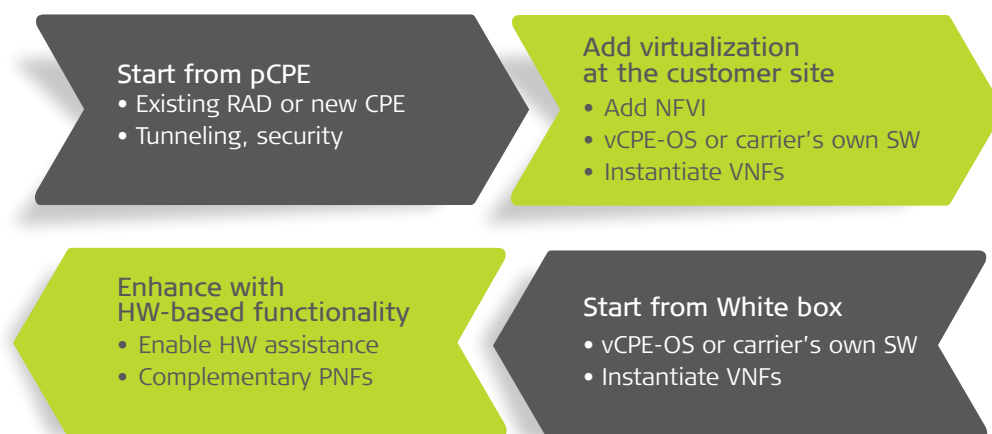 Start from pCPE
• Existing RAD or new CPE
• Tunneling, security
Add virtualization
at the customer site
• Add NFVI
• vCPE-OS or carrier's own SW
• Instantiate VNFs
Enhance with
HW-based functionality
• Enable HW assistance
• Complementary PNFs
Start from White box
• vCPE-OS or carrier's own SW
• Instantiate VNFs